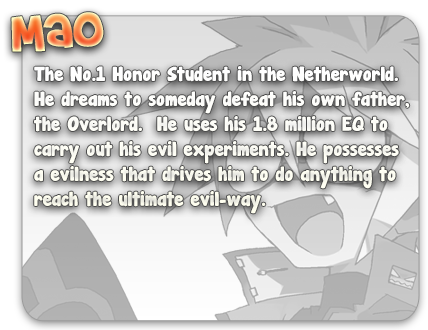 Mao
The No.1 Honor Student in the Netherworld.
He dreams to someday defeat his own father,
the Overlord.  He uses his 1.8 million EQ to
carry out his evil experiments. He possesses
a evilness that drives him to do anything to
reach the ultimate evil-way.